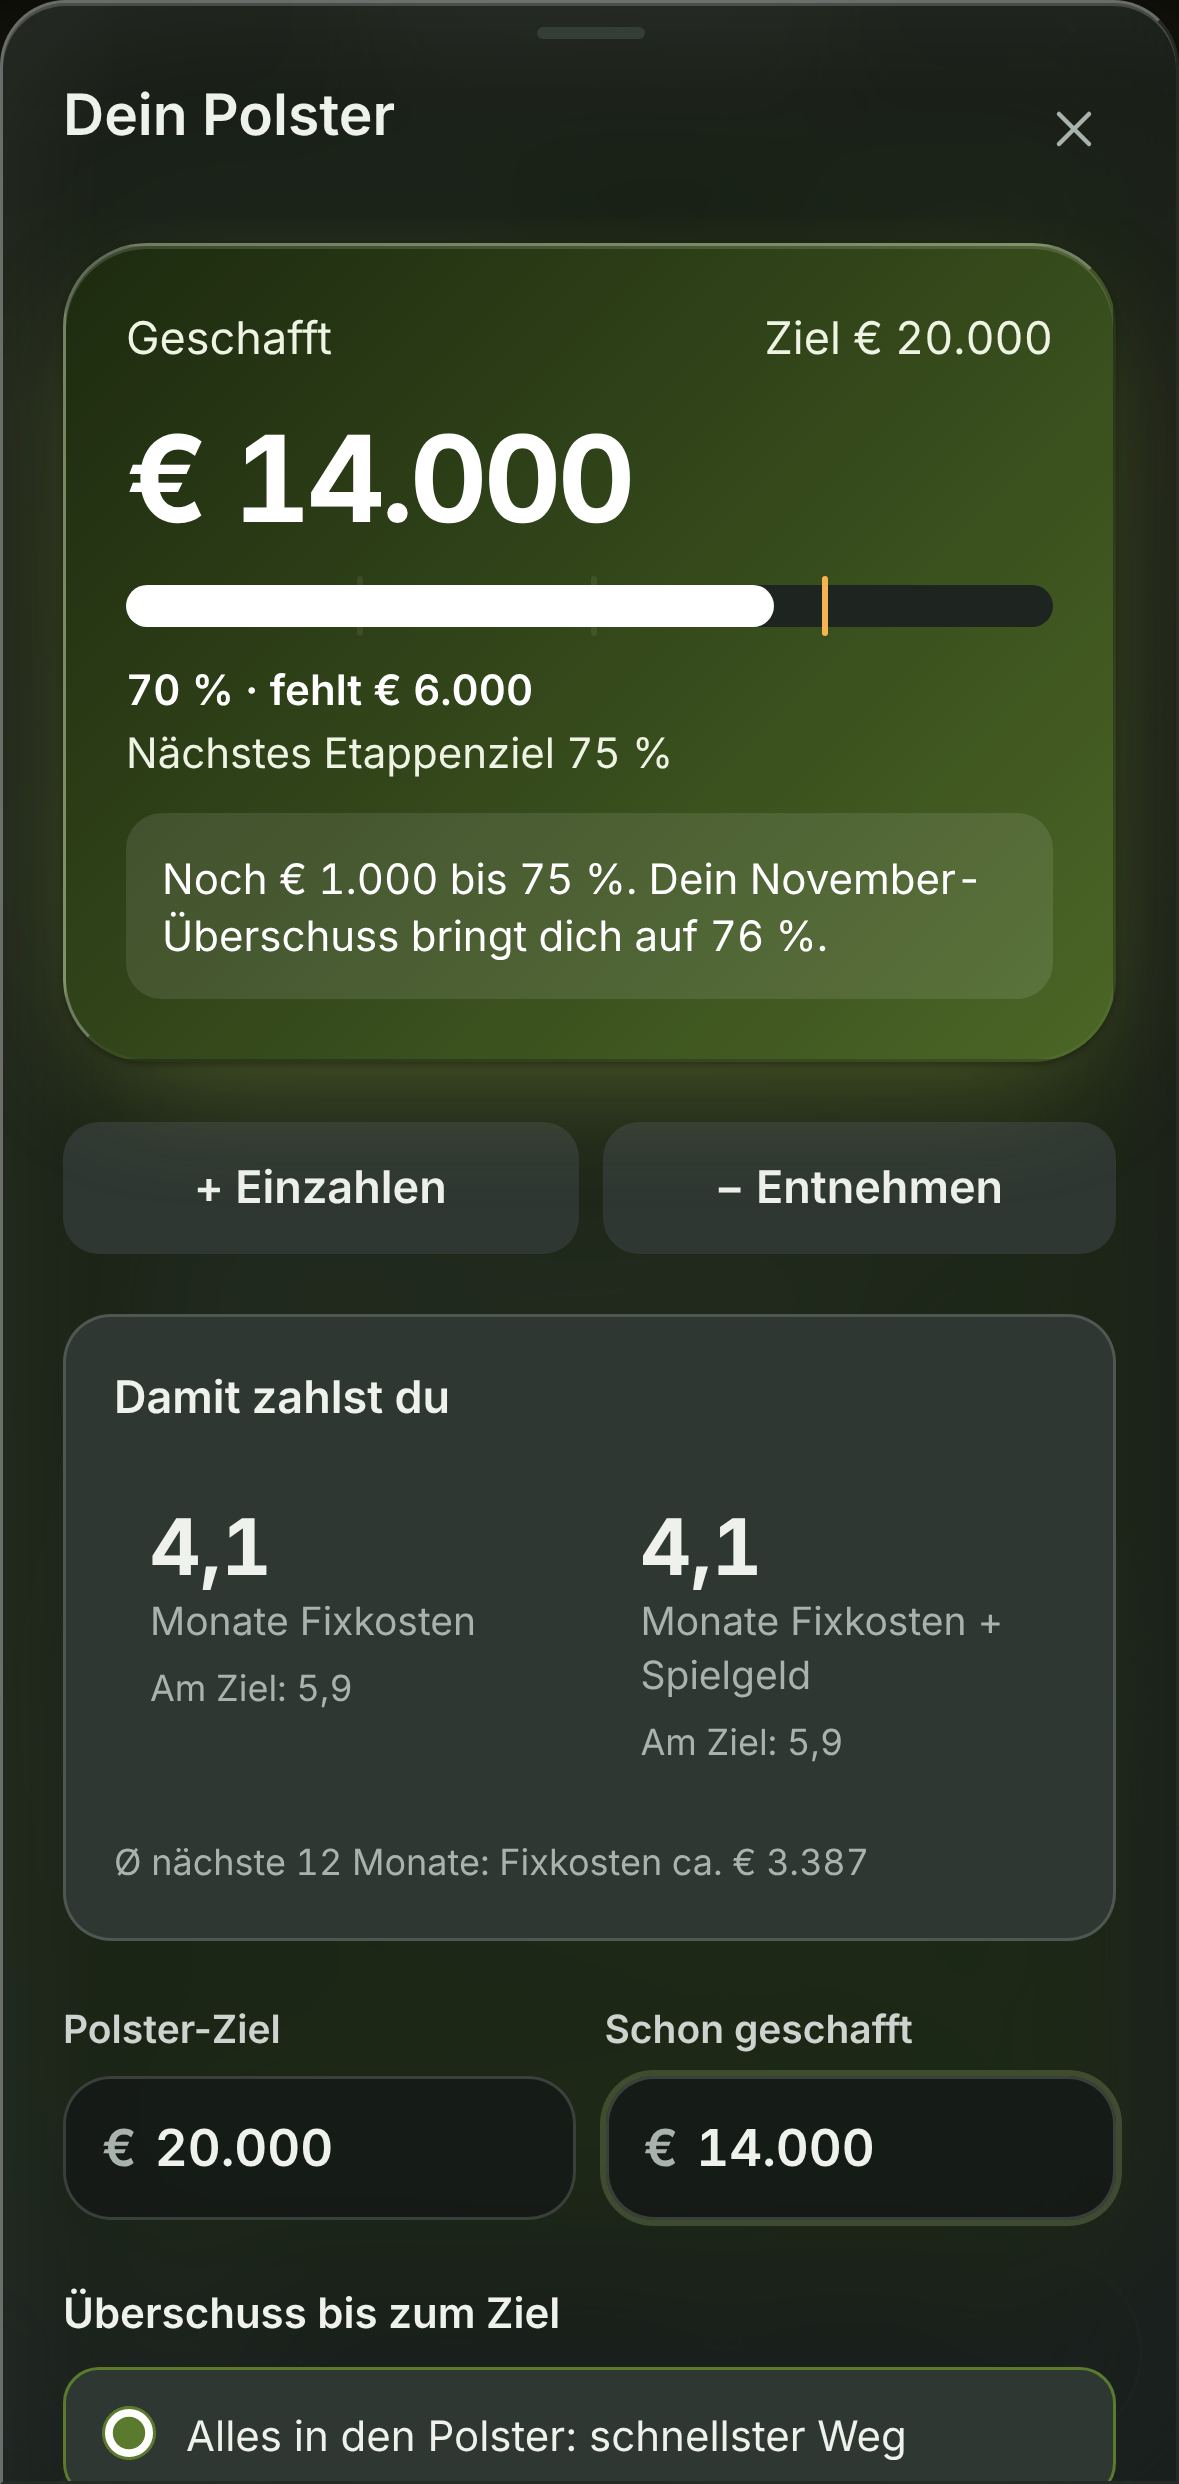 Dein Polster
Geschafft
Ziel € 20.000
€ 14.000
70 % · fehlt € 6.000
Nächstes Etappenziel 75 %
Noch € 1.000 bis 75 %. Dein November-
Überschuss bringt dich auf 76 %.
+ Einzahlen
– Entnehmen
Damit zahlst du
4,1
Monate Fixkosten
Am Ziel: 5,9
4,1
Monate Fixkosten +
Spielgeld
Am Ziel: 5,9
Ø nächste 12 Monate: Fixkosten ca. € 3.387
Polster-Ziel
Schon geschafft
€ 20.000
€ 14.000
Überschuss bis zum Ziel
Alles in den Polster: schnellster Weg